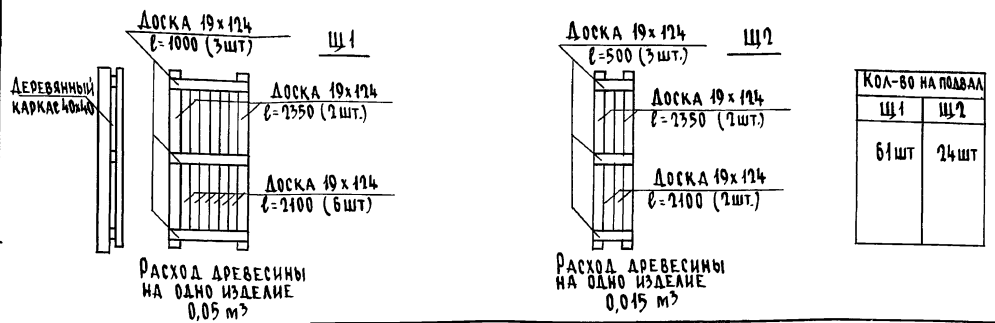 Доска 19х124
ℓ=1000 (3шт)
Щ1
Деревянный
каркас 40х40
Доска 19х124
ℓ=2350 (2шт.)
Доска 19х124
ℓ=2100 (6шт)
Расход древесины
на одно изделие
0,05 м³
Доска 19х124
ℓ=500 (3шт.)
Щ2
Доска 19х124
ℓ=2350 (2шт.)
Доска 19х124
ℓ=2100 (2шт.)
Расход древесины
на одно изделие
0,015 м³
Кол-во на подвал
Щ1 Щ2
61шт 24шт